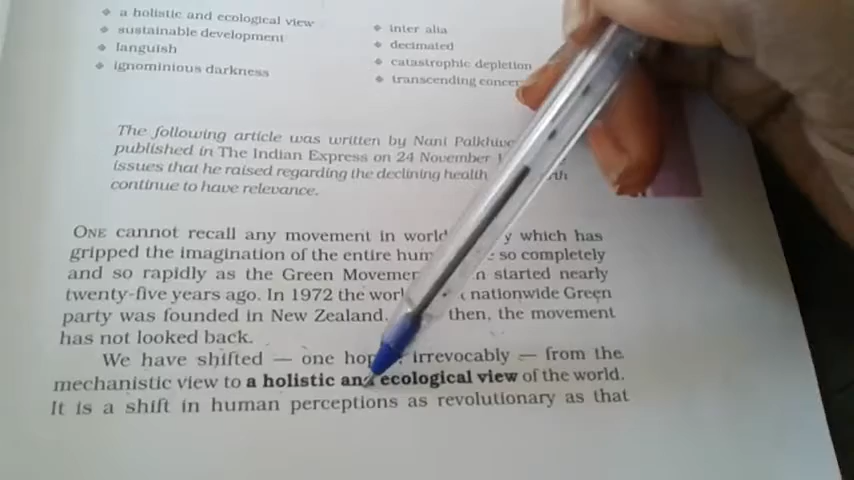 ❖ a holistic and ecological view
❖ sustainable development
❖ languish
❖ ignominious darkness
❖ inter alia
❖ decimated
❖ catastrophic depletion
❖ transcending concer
The following article was written by Nani Palkhiv
published in The Indian Express on 24 November 1
issues that he raised regarding the declining health
continue to have relevance.
ONE cannot recall any movement in world y which has
gripped the imagination of the entire hum so completely
and so rapidly as the Green Movemen n started nearly
twenty-five years ago. In 1972 the worl nationwide Green
party was founded in New Zealand. then, the movement
has not looked back.
We have shifted — one hop irrevocably — from the
mechanistic view to a holistic and ecological view of the world.
It is a shift in human perceptions as revolutionary as that